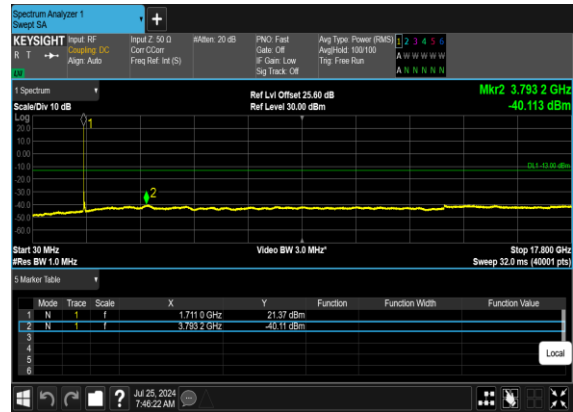 Spectrum Analyzer 1
Swept SA
KEYSIGHT
R T
LW
Input: RF
Coupling: DC
Align: Auto
Input Z: 50 Ω
Corr CCorr
Freq Ref: Int (S)
#Atten: 20 dB
PNO: Fast
Gate: Off
IF Gain: Low
Sig Track: Off
Avg Type: Power (RMS)
Avg|Hold: 100/100
Trig: Free Run
1 2 3 4 5 6
A W W W W W
A N N N N N
1 Spectrum
Scale/Div 10 dB
Ref Lvl Offset 25.60 dB
Ref Level 30.00 dBm
Mkr2 3.793 2 GHz
-40.113 dBm
Log
20.0
10.0
0.00
-10.0
-20.0
-30.0
-40.0
-50.0
-60.0
1
2
DL1 -13.00 dBm
Start 30 MHz
#Res BW 1.0 MHz
Video BW 3.0 MHz*
Stop 17.800 GHz
Sweep 32.0 ms (40001 pts)
5 Marker Table
Mode Trace Scale X Y Function Function Width Function Value
1 N 1 f 1.711 0 GHz 21.37 dBm
2 N 1 f 3.793 2 GHz -40.11 dBm
3
4
5
6
Local
Jul 25, 2024
7:46:22 AM